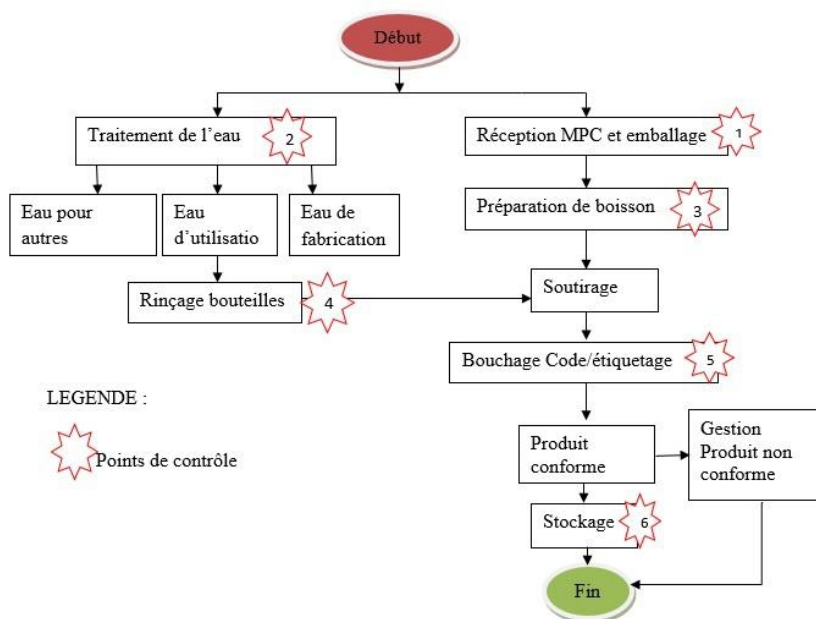 Début
Traitement de l’eau
2
Réception MPC et emballage
1
Eau pour
autres
Eau
d’utilisatio
Eau de
fabrication
Préparation de boisson
3
Rinçage bouteilles
4
Soutirage
Bouchage Code/étiquetage
5
LEGENDE :
Points de contrôle
Produit
conforme
Gestion
Produit non
conforme
Stockage
6
Fin